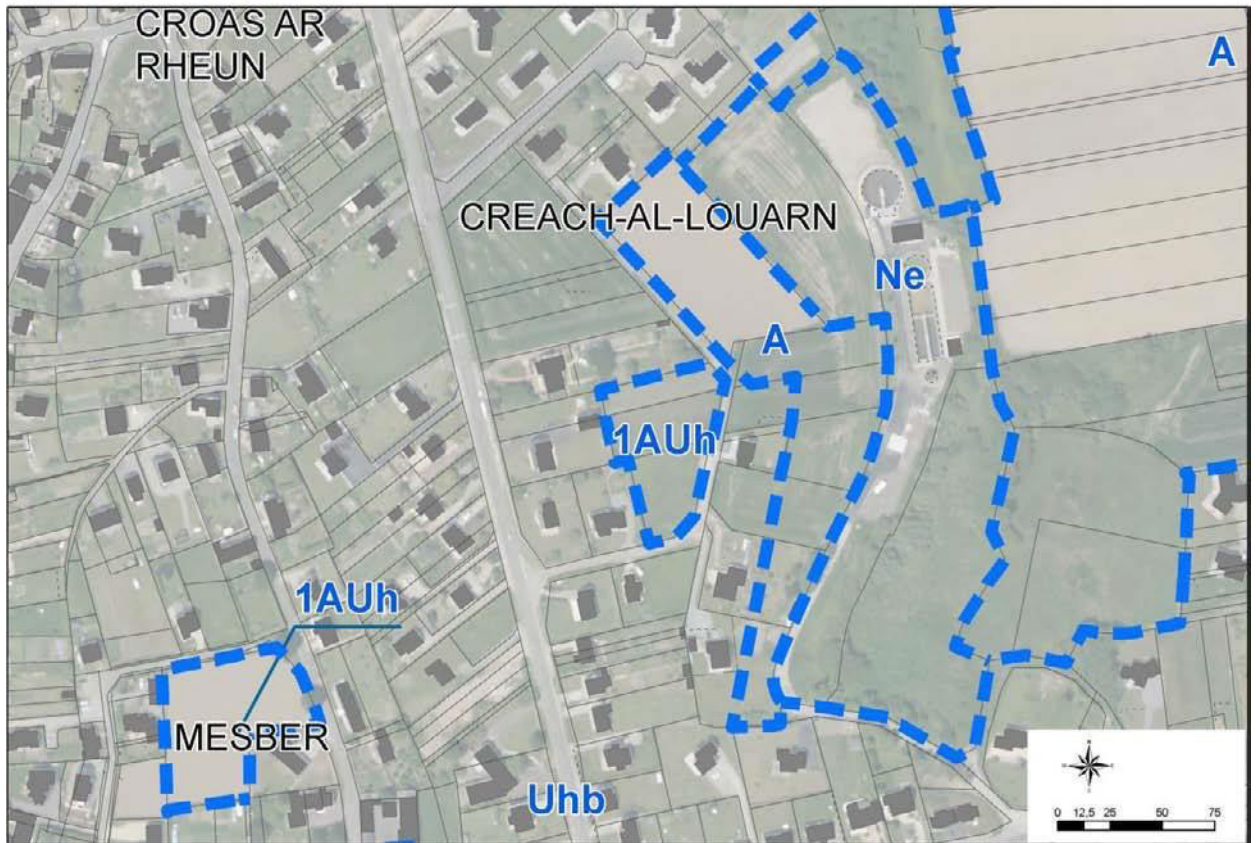 CROAS AR
RHEUN
A
CREACH-AL-LOUARN
Ne
A
1AUh
1AUh
MESBER
Uhb
0 12,5 25 50 75